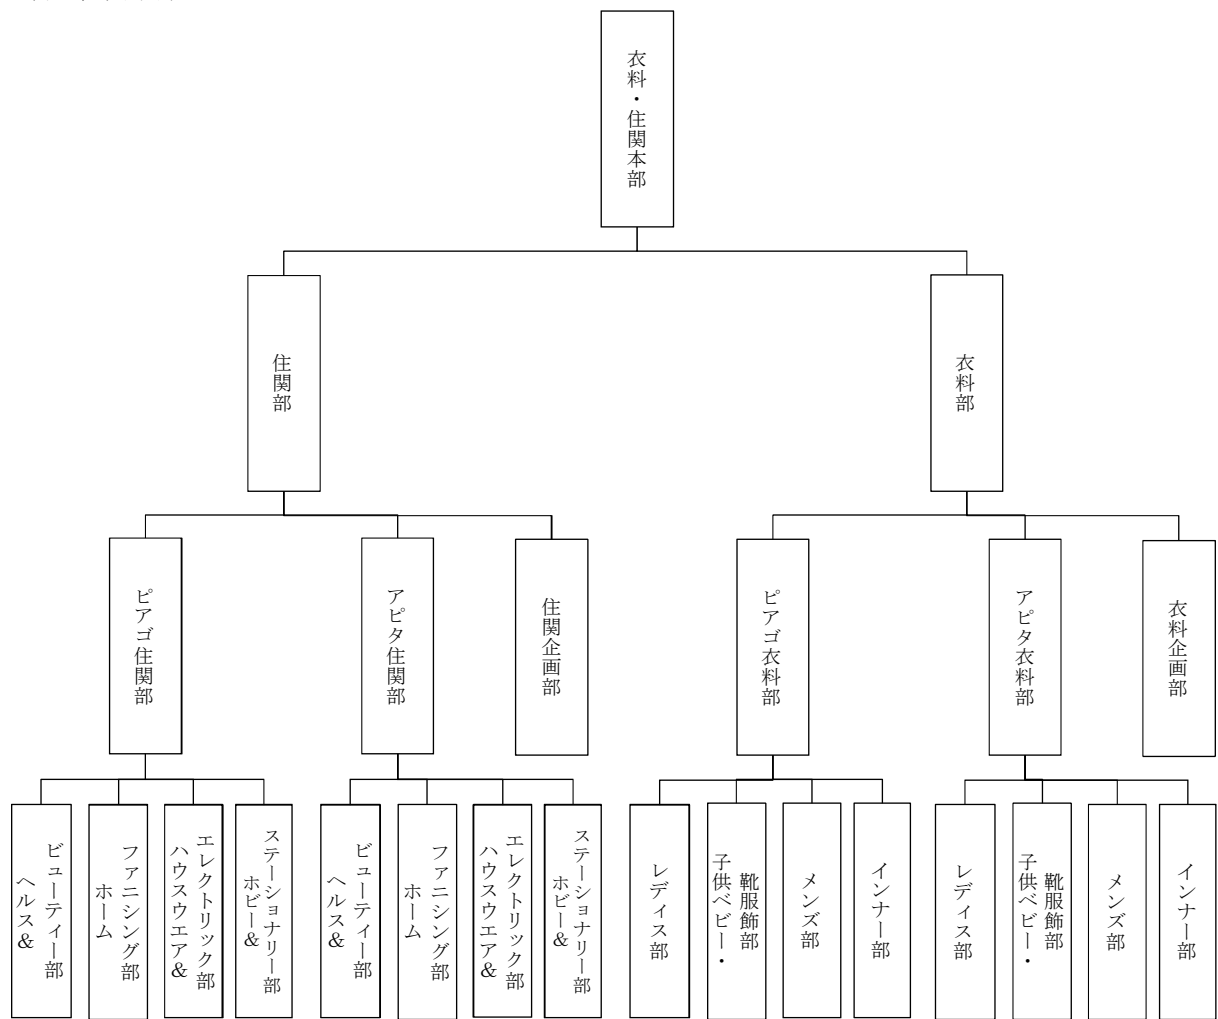 衣料・住関本部
住関部
衣料部
ピアゴ住関部
アピタ住関部
住関企画部
ピアゴ衣料部
アピタ衣料部
衣料企画部
ヘルス&
ビューティー部
ホーム
ファニシング部
ハウスウエア&
エレクトリック部
ホビー&
ステーショナリー部
ヘルス&
ビューティー部
ホーム
ファニシング部
ハウスウエア&
エレクトリック部
ホビー&
ステーショナリー部
レディス部
子供ベビー・
靴服飾部
メンズ部
インナー部
レディス部
子供ベビー・
靴服飾部
メンズ部
インナー部